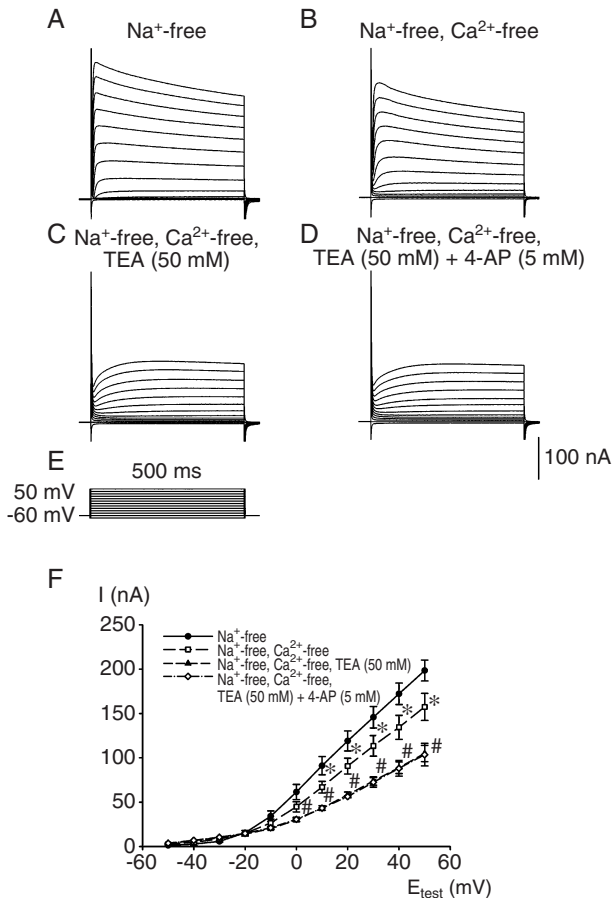 A
Na⁺-free
B
Na⁺-free, Ca²⁺-free
C
Na⁺-free, Ca²⁺-free,
TEA (50 mM)
D
Na⁺-free, Ca²⁺-free,
TEA (50 mM) + 4-AP (5 mM)
100 nA
E
500 ms
50 mV
-60 mV
F
I (nA)
250
200
150
100
50
0
-60 -40 -20 0 20 40 60
E_test (mV)
Na⁺-free
Na⁺-free, Ca²⁺-free
Na⁺-free, Ca²⁺-free, TEA (50 mM)
Na⁺-free, Ca²⁺-free,
TEA (50 mM) + 4-AP (5 mM)
* * * * *
# # # # # #